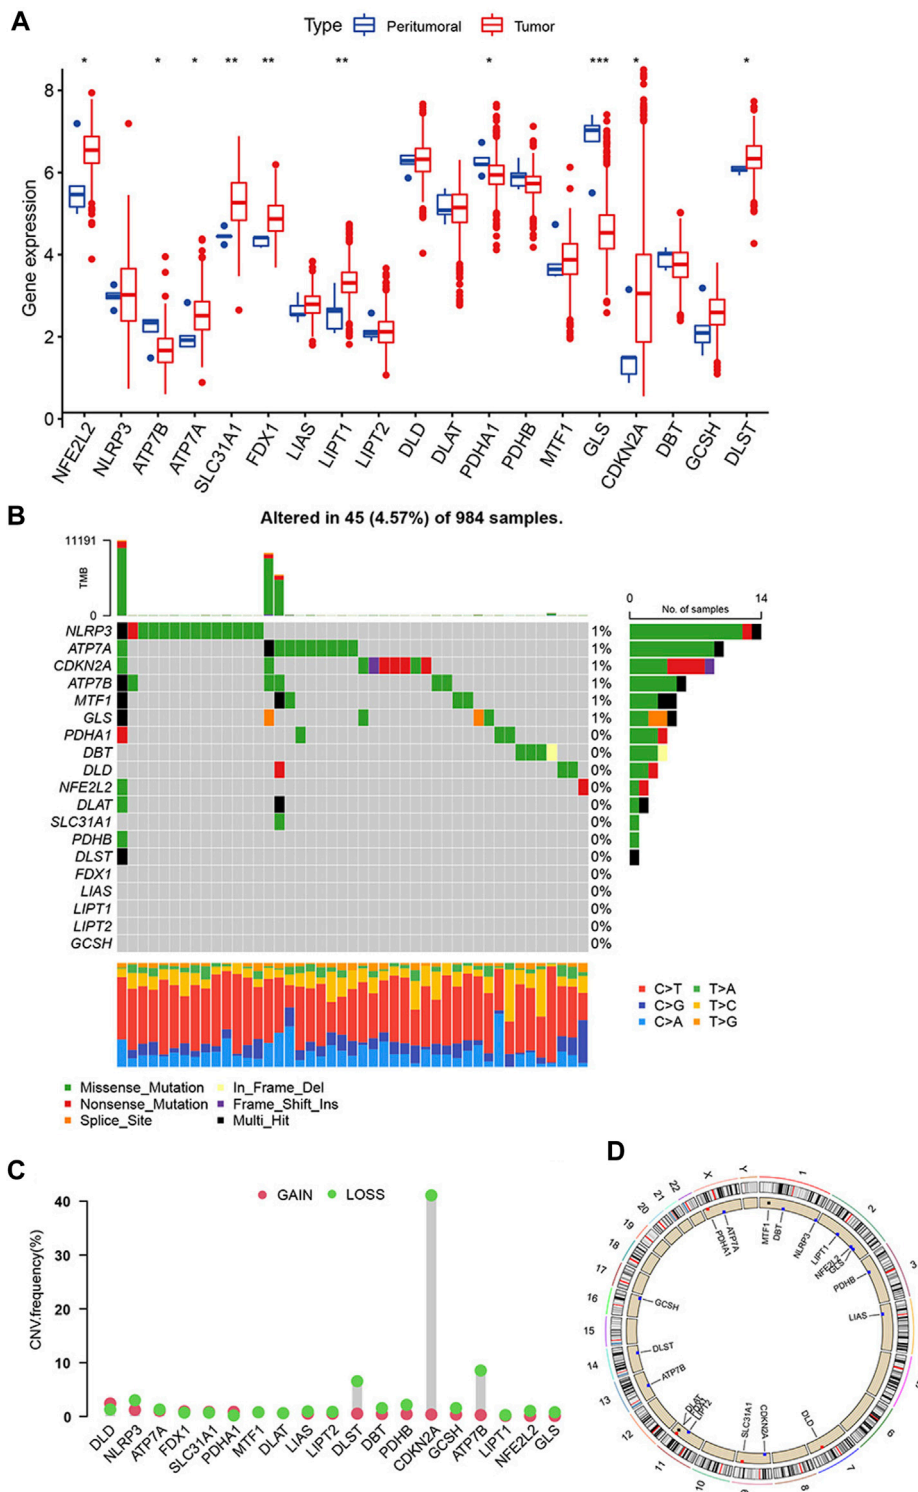 A
Type Peritumoral Tumor
* * * ** ** ** * *** * *
Gene expression
8
6
4
2
0
NFE2L2 NLRP3 ATP7B ATP7A SLC31A1 FDX1 LIAS LIPT1 LIPT2 DLD DLAT PDHA1 PDHB MTF1 GLS CDKN2A DBT GCSH DLST
B
Altered in 45 (4.57%) of 984 samples.
11191
TMB
0
0 14
No. of samples
NLRP3 1%
ATP7A 1%
CDKN2A 1%
ATP7B 1%
MTF1 1%
GLS 1%
PDHA1 0%
DBT 0%
DLD 0%
NFE2L2 0%
DLAT 0%
SLC31A1 0%
PDHB 0%
DLST 0%
FDX1 0%
LIAS 0%
LIPT1 0%
LIPT2 0%
GCSH 0%
C>T T>A
C>G T>C
C>A T>G
Missense_Mutation In_Frame_Del
Nonsense_Mutation Frame_Shift_Ins
Splice_Site Multi_Hit
C
GAIN LOSS
CNV.frequency(%)
40
30
20
10
0
DLD NLRP3 ATP7A FDX1 SLC31A1 PDHA1 MTF1 DLAT LIAS LIPT2 DLST DBT PDHB CDKN2A GCSH ATP7B LIPT1 NFE2L2 GLS
D
1
2
3
6
7
8
9
10
11
12
13
14
15
16
17
18
19
20
21
22
X
Y
MTF1
DBT
NLRP3
LIPT1
NFE2L2
GLS
PDHB
LIAS
DLD
CDKN2A
SLC31A1
LIPT2
DLAT
ATP7B
DLST
GCSH
PDHA1
ATP7A